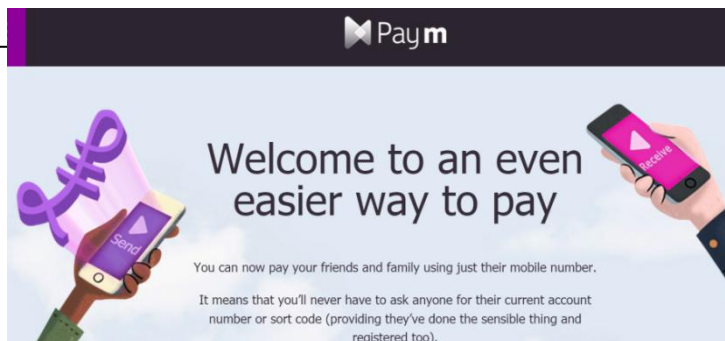 Paym
Welcome to an even
easier way to pay
Send
Receive
You can now pay your friends and family using just their mobile number.
It means that you'll never have to ask anyone for their current account
number or sort code (providing they've done the sensible thing and
registered too).